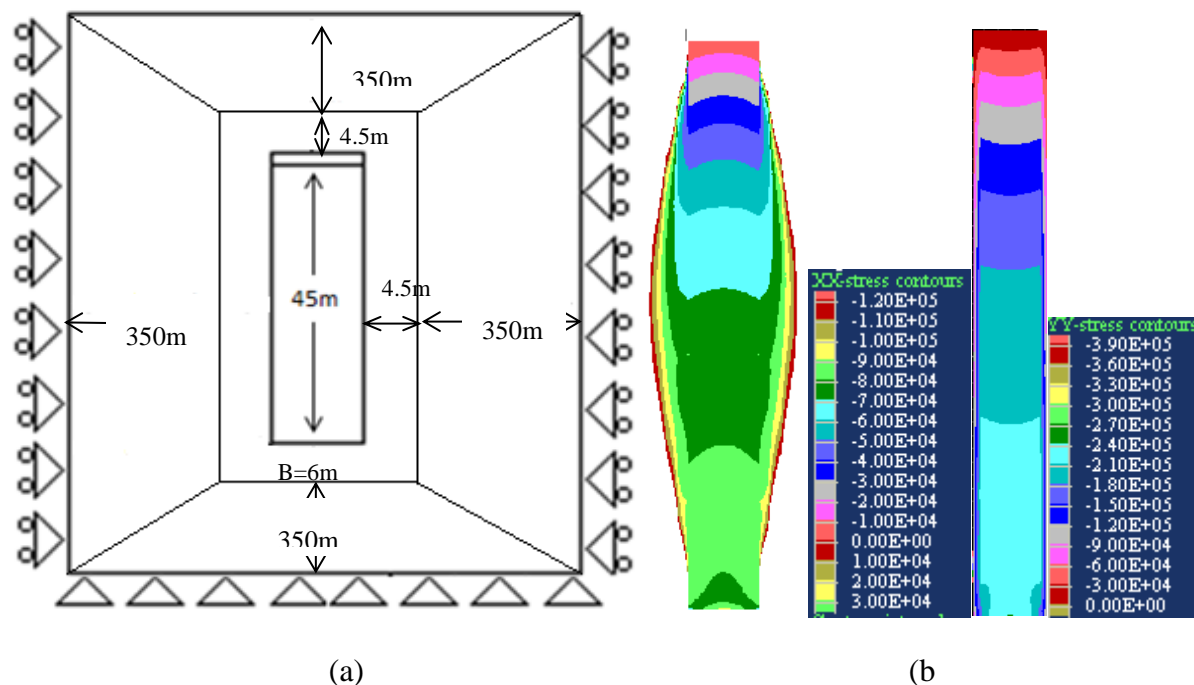 350m
4.5m
45m
4.5m
350m
350m
B=6m
350m
XX-stress contours
-1.20E+05
-1.10E+05
-1.00E+05
-9.00E+04
-8.00E+04
-7.00E+04
-6.00E+04
-5.00E+04
-4.00E+04
-3.00E+04
-2.00E+04
-1.00E+04
0.00E+00
1.00E+04
2.00E+04
3.00E+04
YY-stress contours
-3.90E+05
-3.60E+05
-3.30E+05
-3.00E+05
-2.70E+05
-2.40E+05
-2.10E+05
-1.80E+05
-1.50E+05
-1.20E+05
-9.00E+04
-6.00E+04
-3.00E+04
0.00E+00
(a)
(b